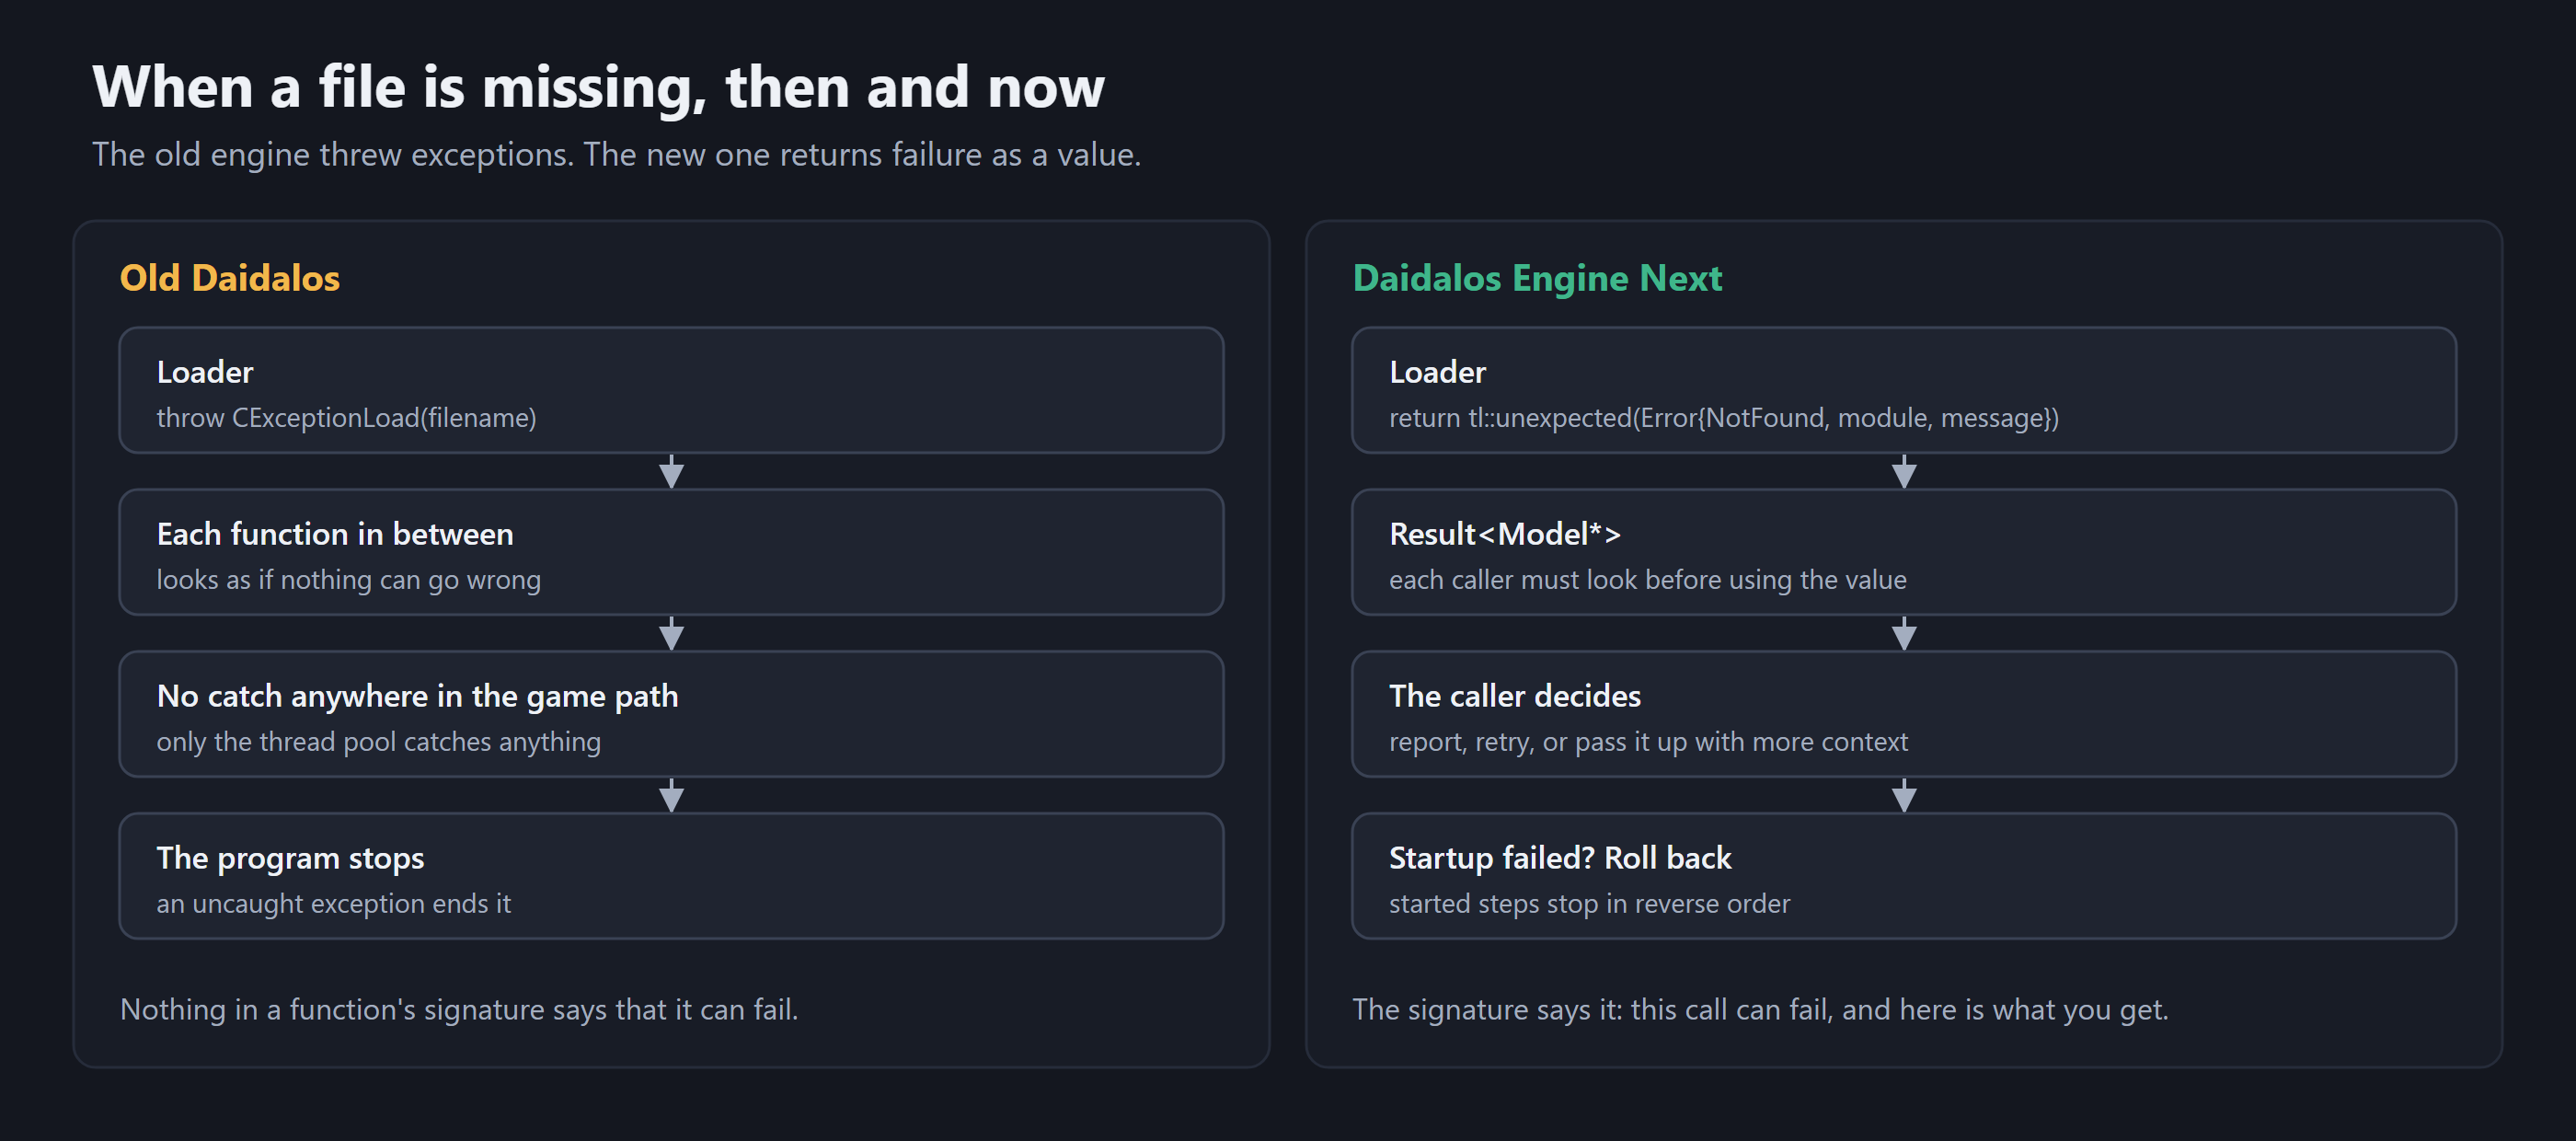 When a file is missing, then and now
The old engine threw exceptions. The new one returns failure as a value.
Old Daidalos
Loader
throw CExceptionLoad(filename)
Each function in between
looks as if nothing can go wrong
No catch anywhere in the game path
only the thread pool catches anything
The program stops
an uncaught exception ends it
Nothing in a function's signature says that it can fail.
Daidalos Engine Next
Loader
return tl::unexpected(Error{NotFound, module, message})
Result<Model*>
each caller must look before using the value
The caller decides
report, retry, or pass it up with more context
Startup failed? Roll back
started steps stop in reverse order
The signature says it: this call can fail, and here is what you get.